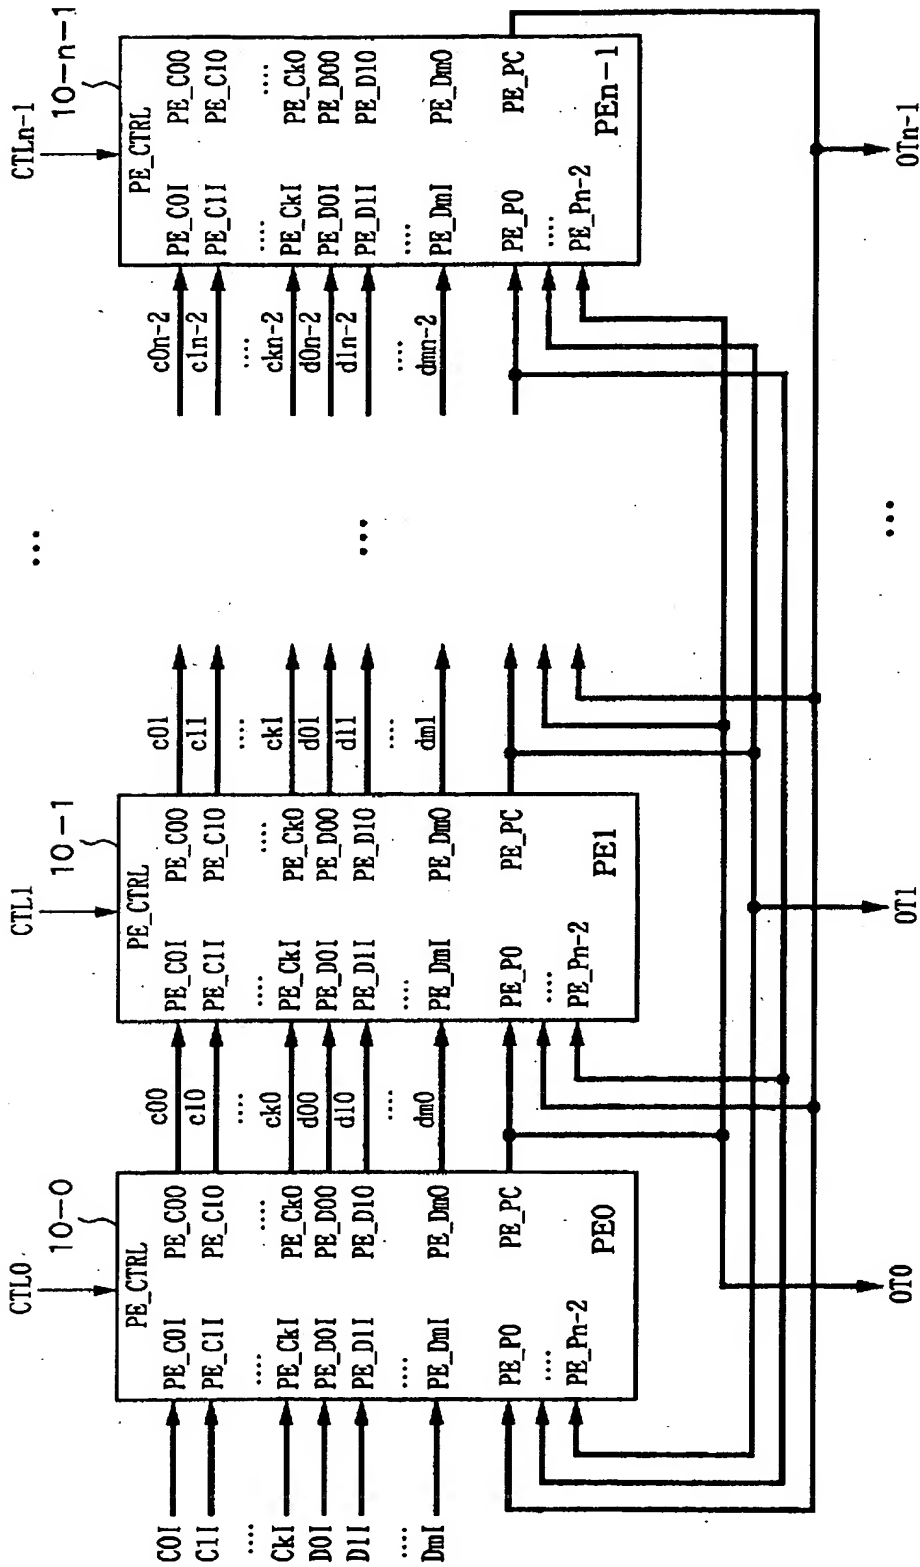 CTL0
10-0
PE_CTRL
C0I
C1I
....
CkI
D0I
D1I
....
DmI
PE_C0I
PE_C1I
....
PE_CkI
PE_D0I
PE_D1I
....
PE_DmI
PE_P0
....
PE_Pn-2
PE_C0O
PE_C1O
....
PE_CkO
PE_D0O
PE_D1O
PE_DmO
PE_PC
PE0
c00
c10
....
ck0
d00
d10
....
dm0
CTL1
10-1
PE_CTRL
PE_C0I
PE_C1I
....
PE_CkI
PE_D0I
PE_D1I
....
PE_DmI
PE_P0
....
PE_Pn-2
PE_C0O
PE_C1O
....
PE_CkO
PE_D0O
PE_D1O
PE_DmO
PE_PC
PE1
c01
c11
....
ck1
d01
d11
....
dm1
...
...
CTLn-1
10-n-1
PE_CTRL
c0n-2
c1n-2
....
ckn-2
d0n-2
d1n-2
....
dmn-2
PE_C0I
PE_C1I
....
PE_CkI
PE_D0I
PE_D1I
....
PE_DmI
PE_P0
....
PE_Pn-2
PE_C0O
PE_C1O
....
PE_CkO
PE_D0O
PE_D1O
PE_DmO
PE_PC
PEn-1
OT0
OT1
...
OTn-1